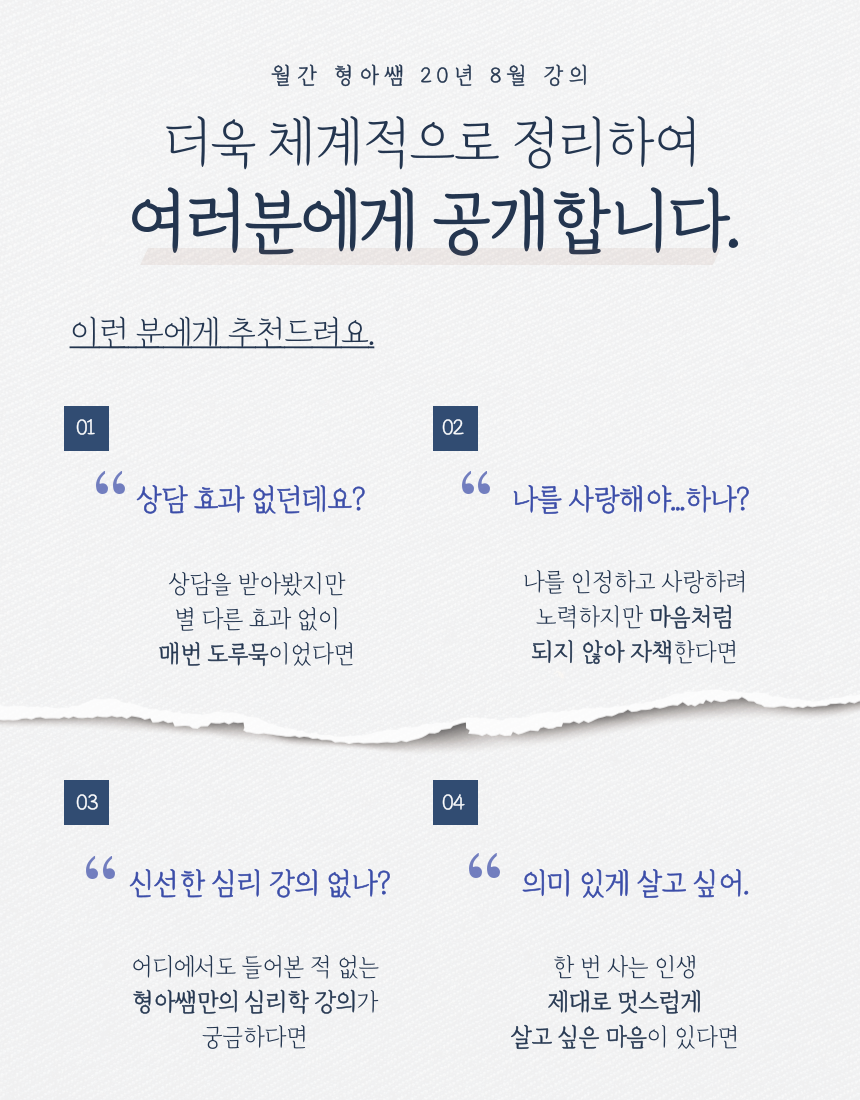 월간 형아쌤 20년 8월 강의
더욱 체계적으로 정리하여
여러분에게 공개합니다.
이런 분에게 추천드려요.
01
“ 상담 효과 없던데요?
상담을 받아봤지만
별 다른 효과 없이
매번 도루묵이었다면
02
“ 나를 사랑해야...하나?
나를 인정하고 사랑하려
노력하지만 마음처럼
되지 않아 자책한다면
03
“ 신선한 심리 강의 없나?
어디에서도 들어본 적 없는
형아쌤만의 심리학 강의가
궁금하다면
04
“ 의미 있게 살고 싶어.
한 번 사는 인생
제대로 멋스럽게
살고 싶은 마음이 있다면